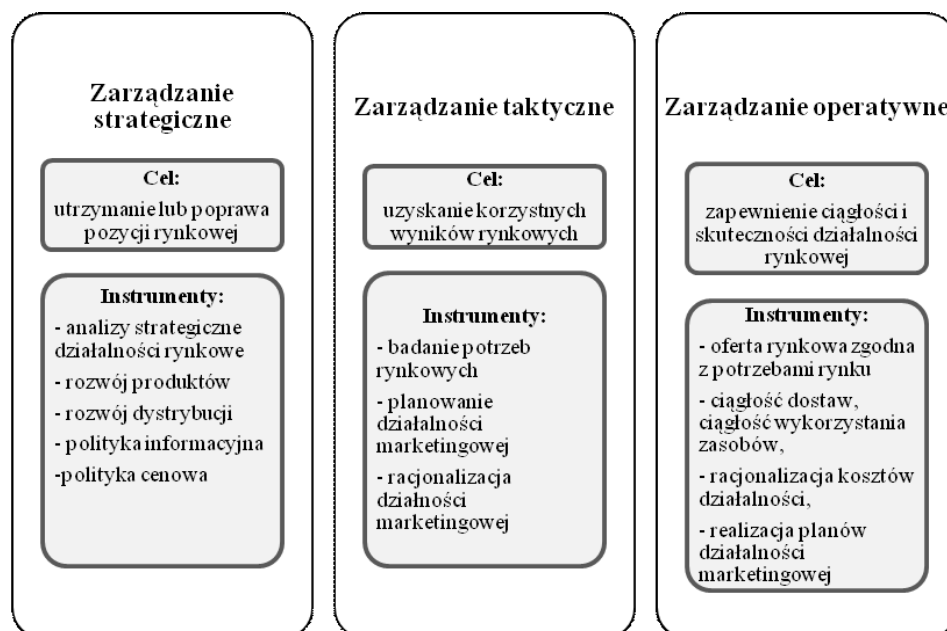 Zarządzanie
strategiczne
Cel:
utrzymanie lub poprawa
pozycji rynkowej
Instrumenty:
- analizy strategiczne
działalności rynkowe
- rozwój produktów
- rozwój dystrybucji
- polityka informacyjna
-polityka cenowa
Zarządzanie taktyczne
Cel:
uzyskanie korzystnych
wyników rynkowych
Instrumenty:
- badanie potrzeb
rynkowych
- planowanie
działalności
marketingowej
- racjonalizacja
działności
marketingowej
Zarządzanie operatywne
Cel:
zapewnienie ciągłości i
skuteczności działalności
rynkowej
Instrumenty:
- oferta rynkowa zgodna
z potrzebami rynku
- ciągłość dostaw,
ciągłość wykorzystania
zasobów,
- racjonalizacja kosztów
działalności,
- realizacja planów
działalności
marketingowej